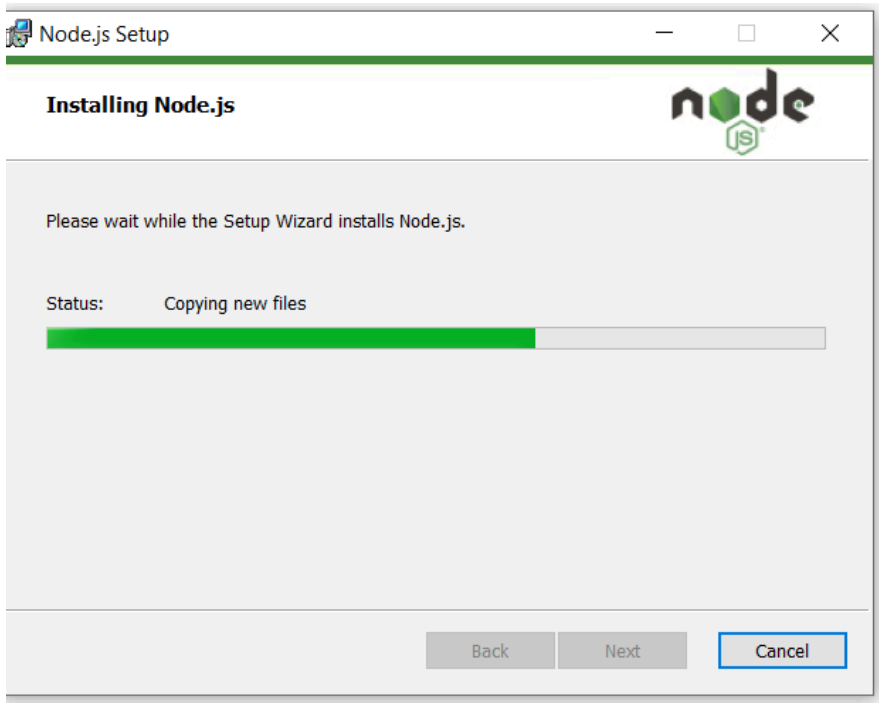 Node.js Setup
Installing Node.js
node
JS
Please wait while the Setup Wizard installs Node.js.
Status: Copying new files
Back Next Cancel